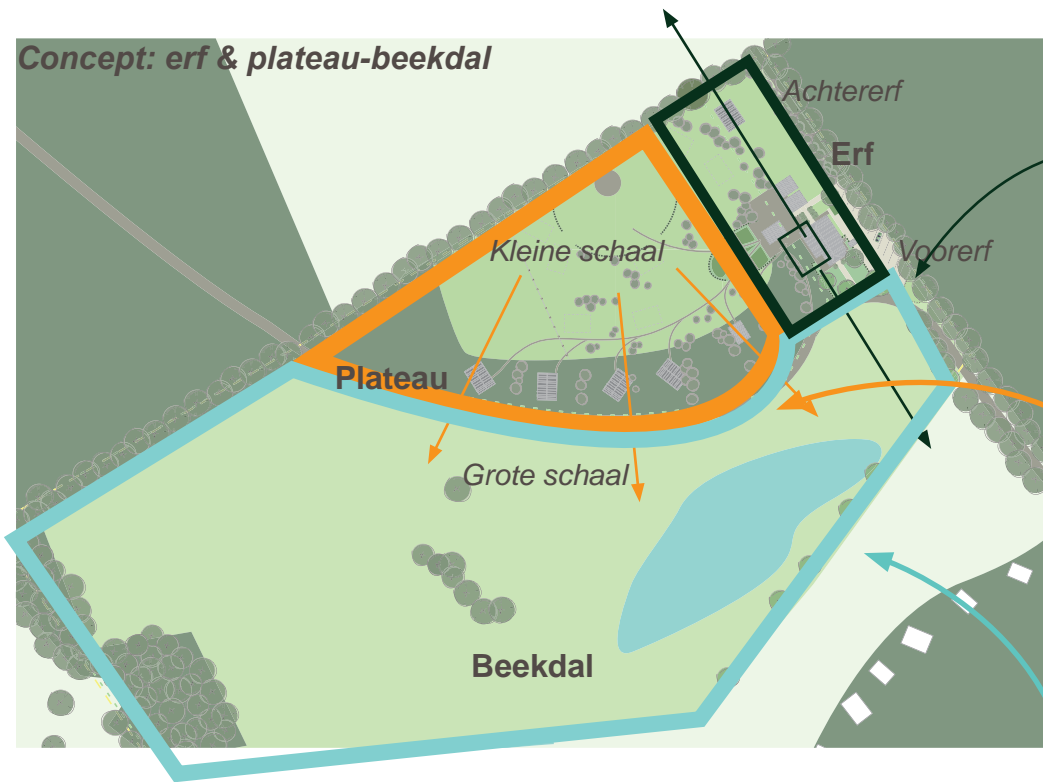 Concept: erf & plateau-beekdal
Achtererf
Erf
Kleine schaal
Voorerf
Plateau
Grote schaal
Beekdal